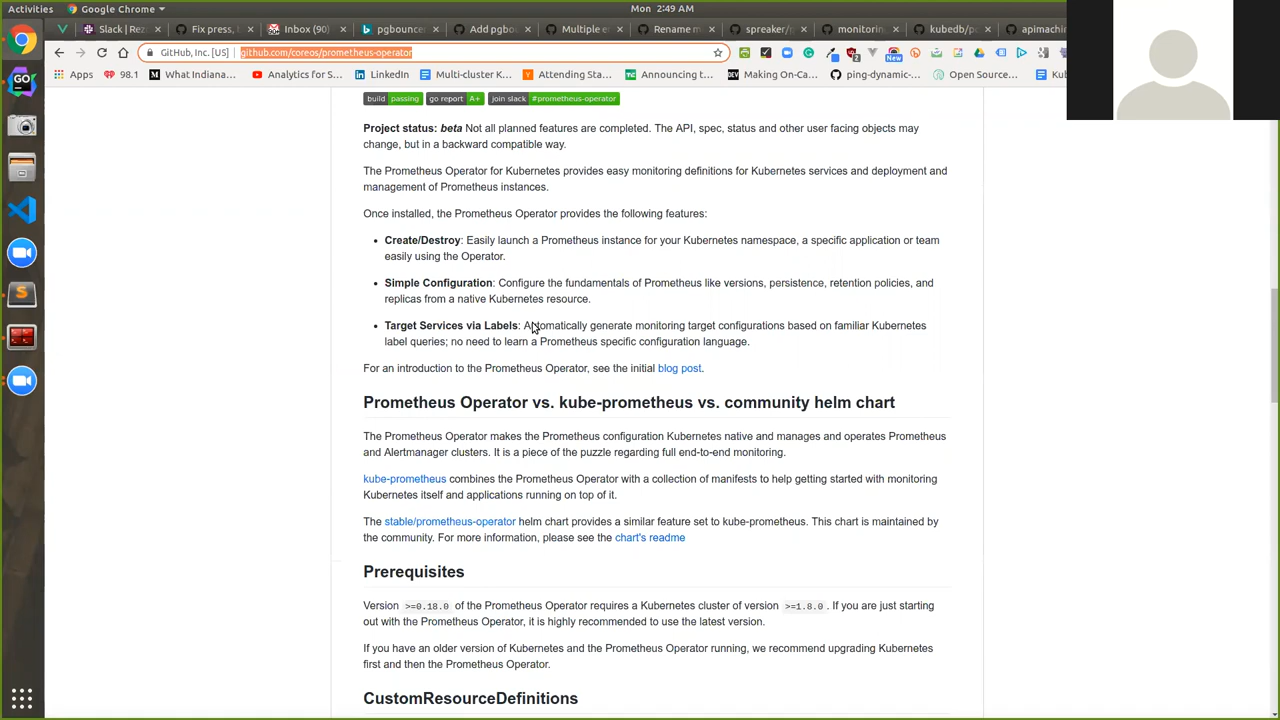 Activities
Google Chrome
Mon 2:49 AM
Slack | Rez
Fix press,
Inbox (90)
pgbounce
Add pgbo
Multiple e
Rename m
spreaker/p
monitorin
kubedb/p
apimachi
GitHub, Inc. [US]
github.com/coreos/prometheus-operator
Apps
98.1
What Indiana...
Analytics for S...
LinkedIn
Multi-cluster K...
Attending Sta...
Announcing t...
Making On-Ca...
ping-dynamic-...
Open Source...
build passing
go report A+
join slack #prometheus-operator
Project status: beta Not all planned features are completed. The API, spec, status and other user facing objects may
change, but in a backward compatible way.
The Prometheus Operator for Kubernetes provides easy monitoring definitions for Kubernetes services and deployment and
management of Prometheus instances.
Once installed, the Prometheus Operator provides the following features:
• Create/Destroy: Easily launch a Prometheus instance for your Kubernetes namespace, a specific application or team
easily using the Operator.
• Simple Configuration: Configure the fundamentals of Prometheus like versions, persistence, retention policies, and
replicas from a native Kubernetes resource.
• Target Services via Labels: Automatically generate monitoring target configurations based on familiar Kubernetes
label queries; no need to learn a Prometheus specific configuration language.
For an introduction to the Prometheus Operator, see the initial blog post.
Prometheus Operator vs. kube-prometheus vs. community helm chart
The Prometheus Operator makes the Prometheus configuration Kubernetes native and manages and operates Prometheus
and Alertmanager clusters. It is a piece of the puzzle regarding full end-to-end monitoring.
kube-prometheus combines the Prometheus Operator with a collection of manifests to help getting started with monitoring
Kubernetes itself and applications running on top of it.
The stable/prometheus-operator helm chart provides a similar feature set to kube-prometheus. This chart is maintained by
the community. For more information, please see the chart's readme
Prerequisites
Version >=0.18.0 of the Prometheus Operator requires a Kubernetes cluster of version >=1.8.0 . If you are just starting
out with the Prometheus Operator, it is highly recommended to use the latest version.
If you have an older version of Kubernetes and the Prometheus Operator running, we recommend upgrading Kubernetes
first and then the Prometheus Operator.
CustomResourceDefinitions